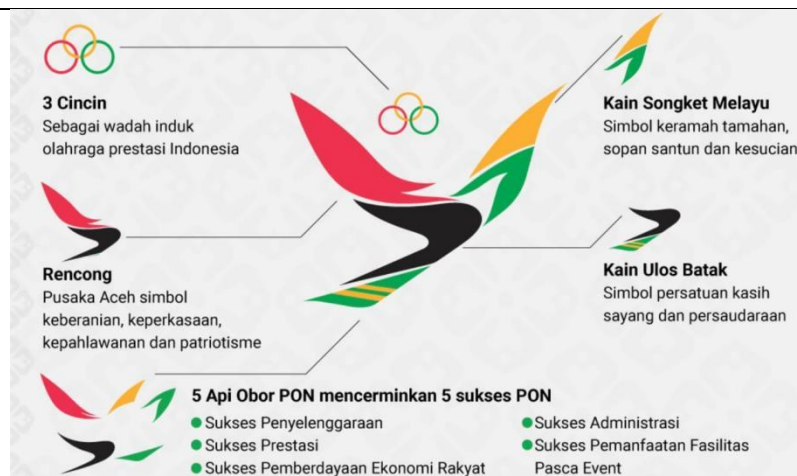 3 Cincin
Sebagai wadah induk
olahraga prestasi Indonesia
Kain Songket Melayu
Simbol keramah tamahan,
sopan santun dan kesucian
Rencong
Pusaka Aceh simbol
keberanian, keperkasaan,
kepahlawanan dan patriotisme
Kain Ulos Batak
Simbol persatuan kasih
sayang dan persaudaraan
5 Api Obor PON mencerminkan 5 sukses PON
Sukses Penyelenggaraan
Sukses Prestasi
Sukses Pemberdayaan Ekonomi Rakyat
Sukses Administrasi
Sukses Pemanfaatan Fasilitas
Pasca Event